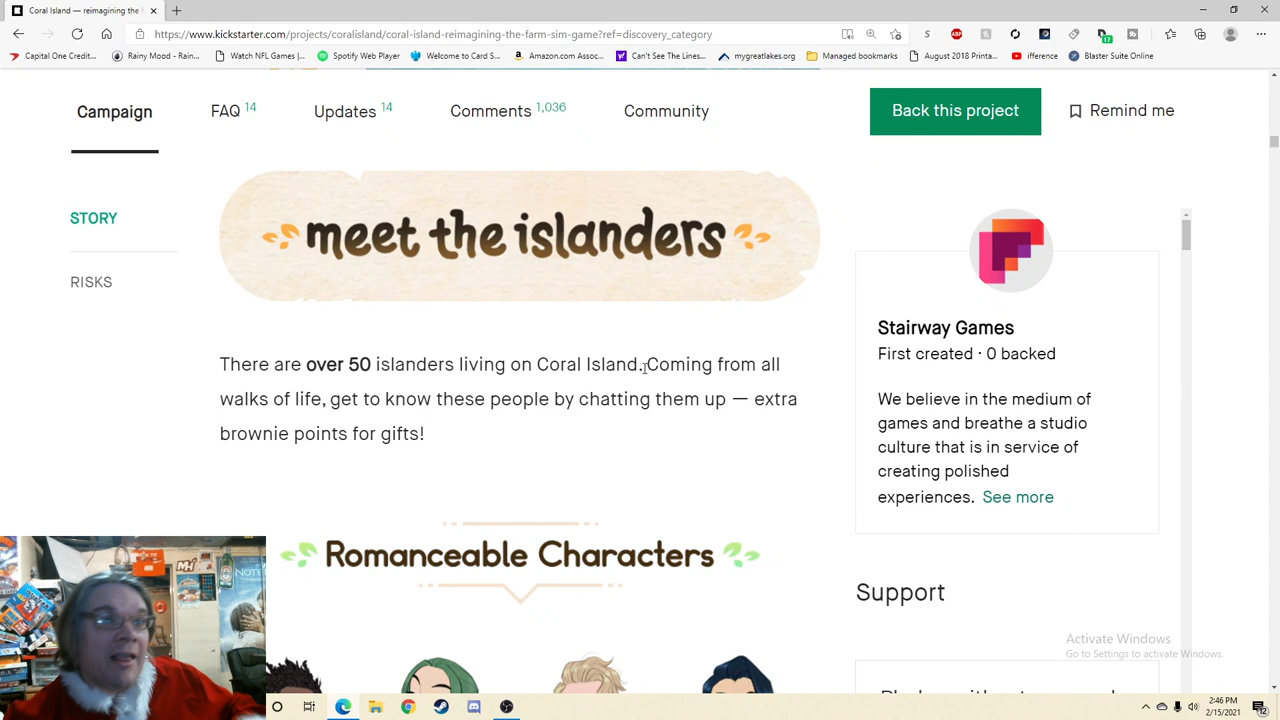 Coral Island — reimagining the f
https://www.kickstarter.com/projects/coralisland/coral-island-reimagining-the-farm-sim-game?ref=discovery_category
Capital One Credit...
Rainy Mood - Rain...
Watch NFL Games |...
Spotify Web Player
Welcome to Card S...
Amazon.com Assoc...
Can't See The Lines...
mygreatlakes.org
Managed bookmarks
August 2018 Printa...
ifference
Blaster Suite Online
Campaign
FAQ 14
Updates 14
Comments 1,036
Community
Back this project
Remind me
STORY
RISKS
meet the islanders
There are over 50 islanders living on Coral Island. Coming from all
walks of life, get to know these people by chatting them up — extra
brownie points for gifts!
Romanceable Characters
Stairway Games
First created · 0 backed
We believe in the medium of
games and breathe a studio
culture that is in service of
creating polished
experiences. See more
Support
Activate Windows
Go to Settings to activate Windows.
2:46 PM
2/15/2021